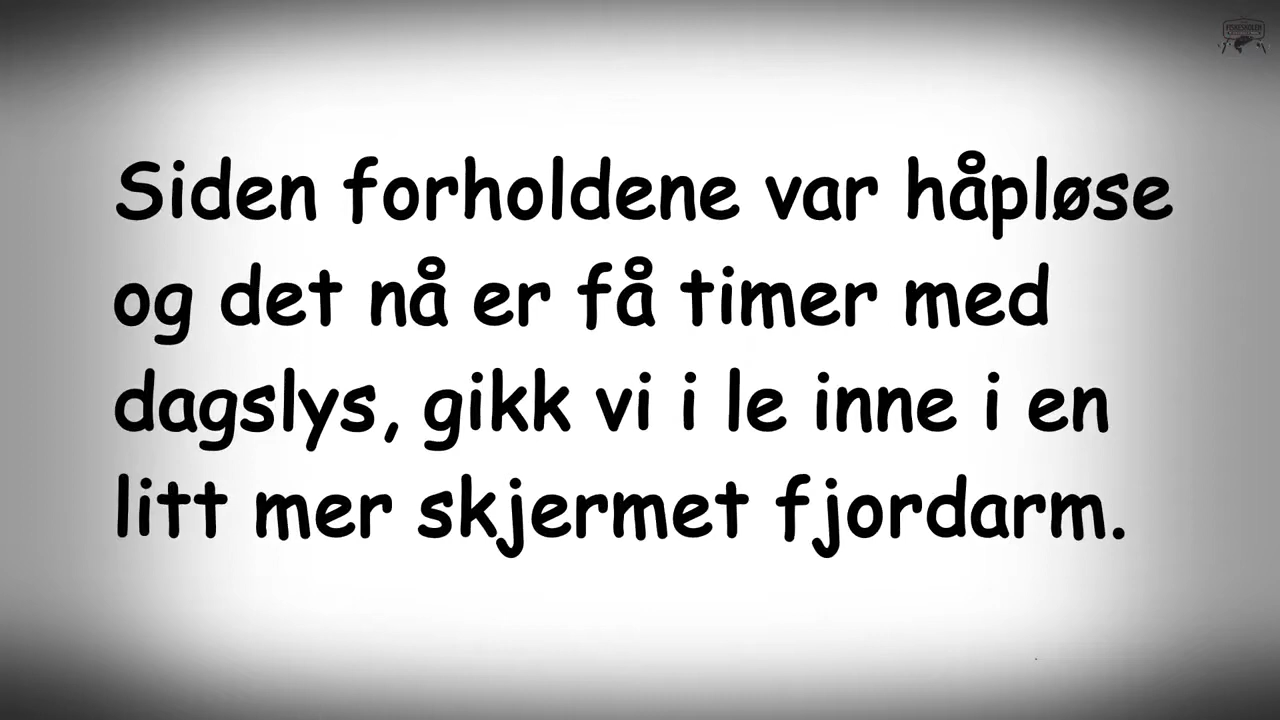 Siden forholdene var håpløse
og det nå er få timer med
dagslys, gikk vi i le inne i en
litt mer skjermet fjordarm.